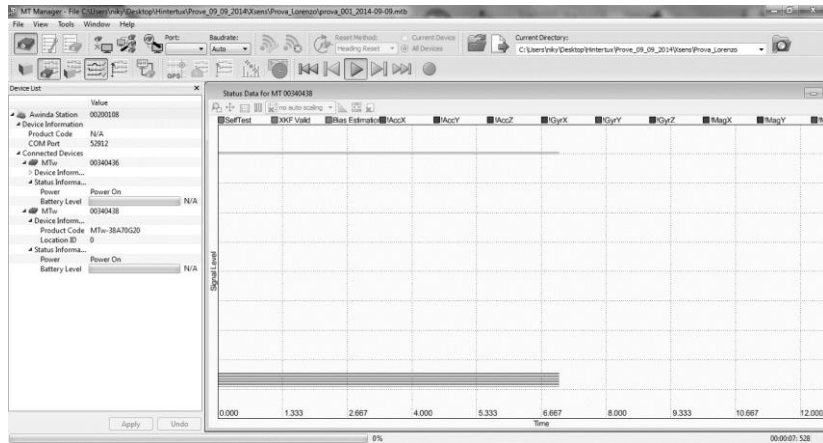 MT Manager - File C:\Users\niky\Desktop\Hintertux\Prove_09_09_2014\Xsens\Prova_Lorenzo\prova_001_2014-09-09.mtb
File View Tools Window Help
Port:
Baudrate:
Auto
Reset Method:
Heading Reset
Current Device
All Devices
Current Directory:
C:\Users\niky\Desktop\Hintertux\Prove_09_09_2014\Xsens\Prova_Lorenzo
GPS
Device List
Value
Awinda Station 00200108
Device Information
Product Code N/A
COM Port 52912
Connected Devices
MTw 00340436
Device Inform...
Status Informa...
Power Power On
Battery Level N/A
MTw 00340438
Device Inform...
Product Code MTw-38A70G20
Location ID 0
Status Informa...
Power Power On
Battery Level N/A
Apply Undo
Status Data for MT 00340438
no auto scaling
SelfTest XKF Valid Bias Estimation !AccX !AccY !AccZ !GyrX !GyrY !GyrZ !MagX !MagY
Signal Level
0.000 1.333 2.667 4.000 5.333 6.667 8.000 9.333 10.667 12.000
Time
0% 00:00:07: 528